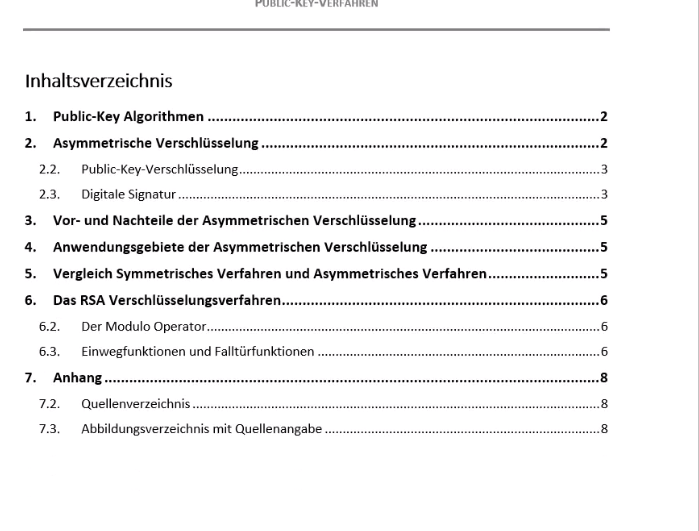 PUBLIC-KEY-VERFAHREN
Inhaltsverzeichnis
1. Public-Key Algorithmen ... 2
2. Asymmetrische Verschlüsselung ... 2
2.2. Public-Key-Verschlüsselung ... 3
2.3. Digitale Signatur ... 3
3. Vor- und Nachteile der Asymmetrischen Verschlüsselung ... 5
4. Anwendungsgebiete der Asymmetrischen Verschlüsselung ... 5
5. Vergleich Symmetrisches Verfahren und Asymmetrisches Verfahren ... 5
6. Das RSA Verschlüsselungsverfahren ... 6
6.2. Der Modulo Operator ... 6
6.3. Einwegfunktionen und Falltürfunktionen ... 6
7. Anhang ... 8
7.2. Quellenverzeichnis ... 8
7.3. Abbildungsverzeichnis mit Quellenangabe ... 8